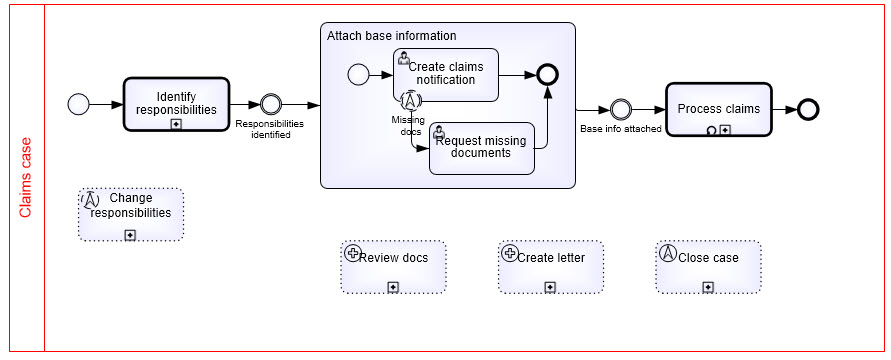 Claims case
Identify
responsibilities
Responsibilities
identified
Attach base information
Create claims
notification
Missing
docs
Request missing
documents
Base info attached
Process claims
Change
responsibilities
Review docs
Create letter
Close case